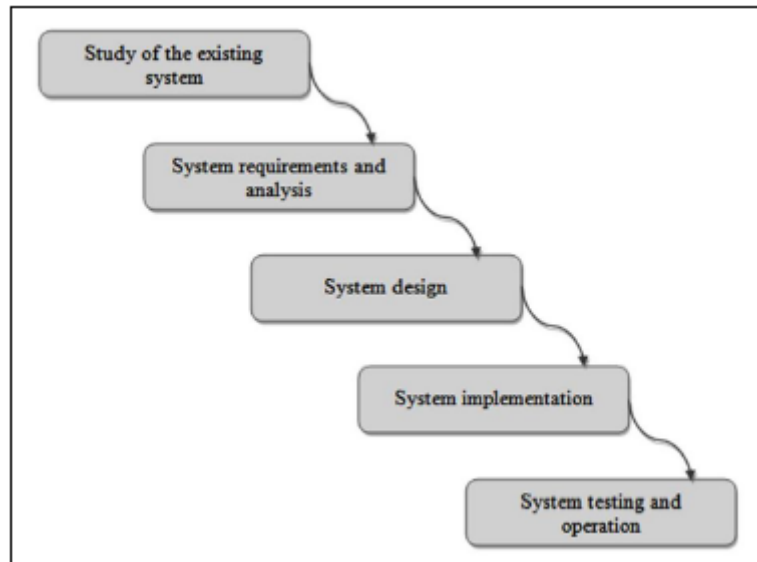 Study of the existing
system
System requirements and
analysis
System design
System implementation
System testing and
operation